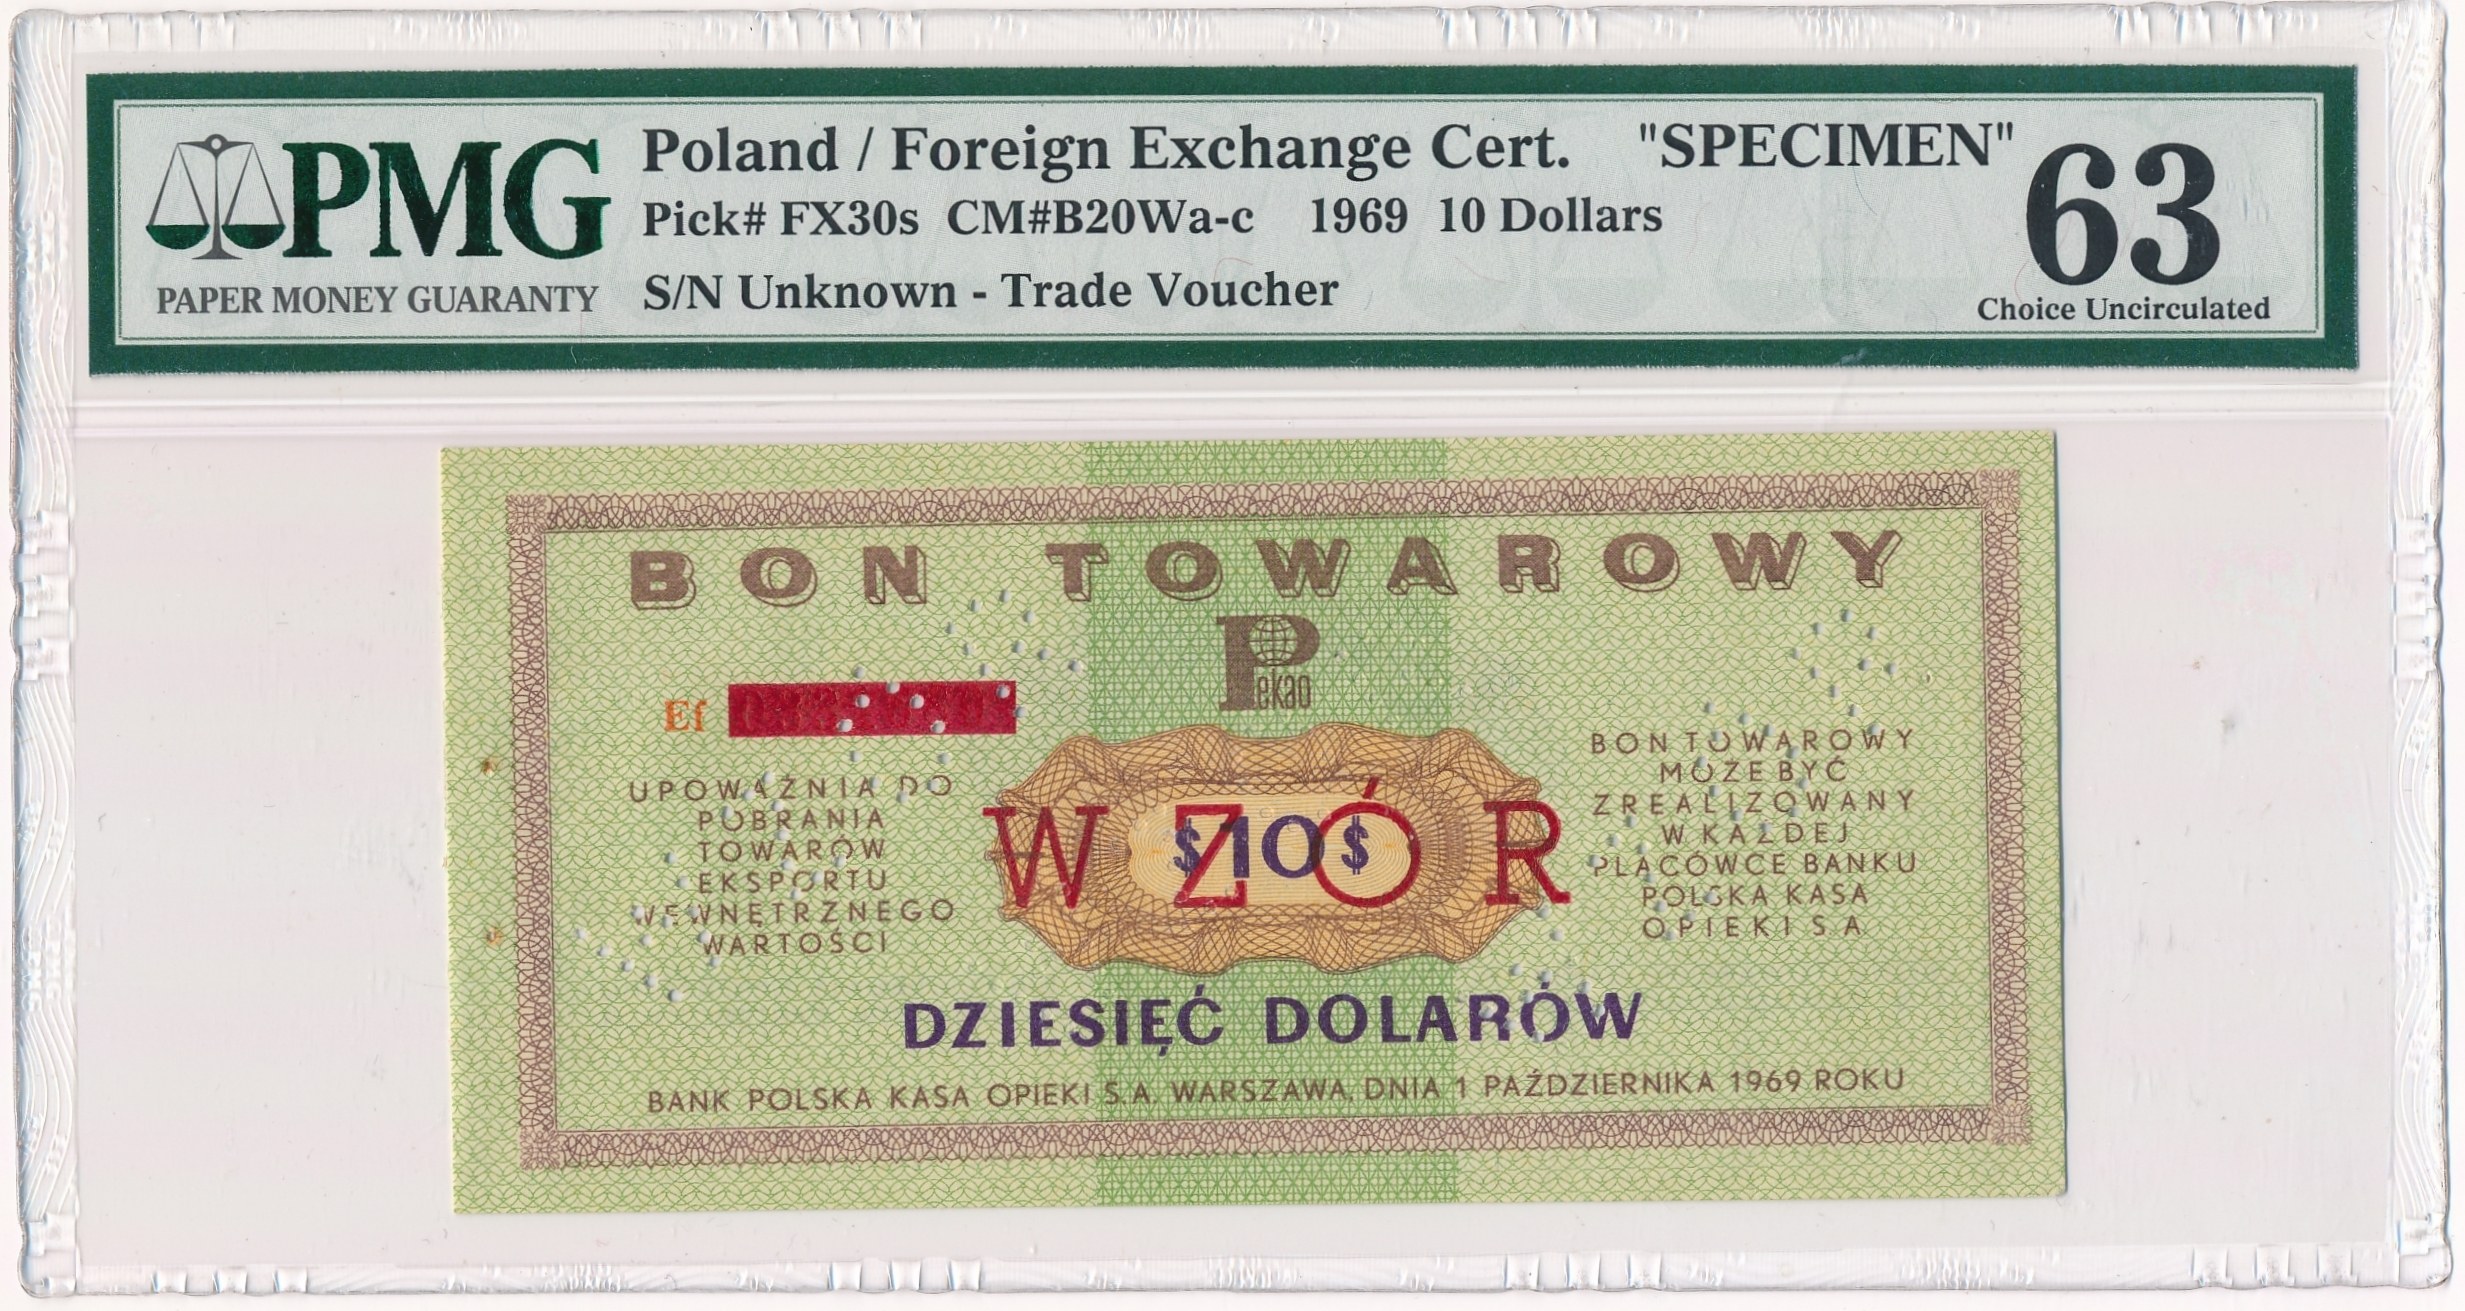 PMG
PAPER MONEY GUARANTY
Poland / Foreign Exchange Cert. "SPECIMEN"
Pick# FX30s CM#B20Wa-c 1969 10 Dollars
S/N Unknown - Trade Voucher
63
Choice Uncirculated
BON TOWAROWY
Pekao
Ef
UPOWAŻNIA DO
POBRANIA
TOWARÓW
EKSPORTU
WEWNĘTRZNEGO
WARTOŚCI
WZÓR
$10$
BON TOWAROWY
MOŻE BYĆ
ZREALIZOWANY
W KAŻDEJ
PLACÓWCE BANKU
POLSKA KASA
OPIEKI S A
DZIESIĘĆ DOLARÓW
BANK POLSKA KASA OPIEKI S.A. WARSZAWA, DNIA 1 PAŹDZIERNIKA 1969 ROKU